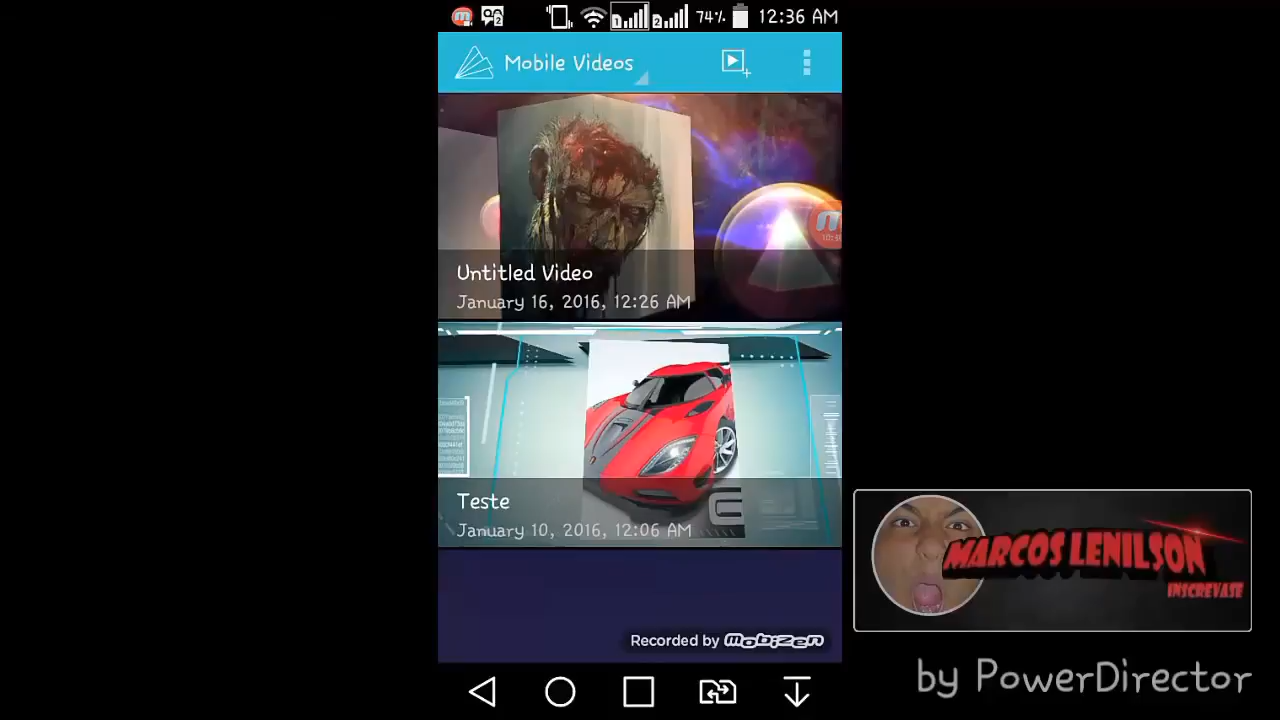 74% 12:36 AM
Mobile Videos
Untitled Video
January 16, 2016, 12:26 AM
Teste
January 10, 2016, 12:06 AM
Recorded by Mobizen
MARCOS LENILSON
INSCREVASE
by PowerDirector